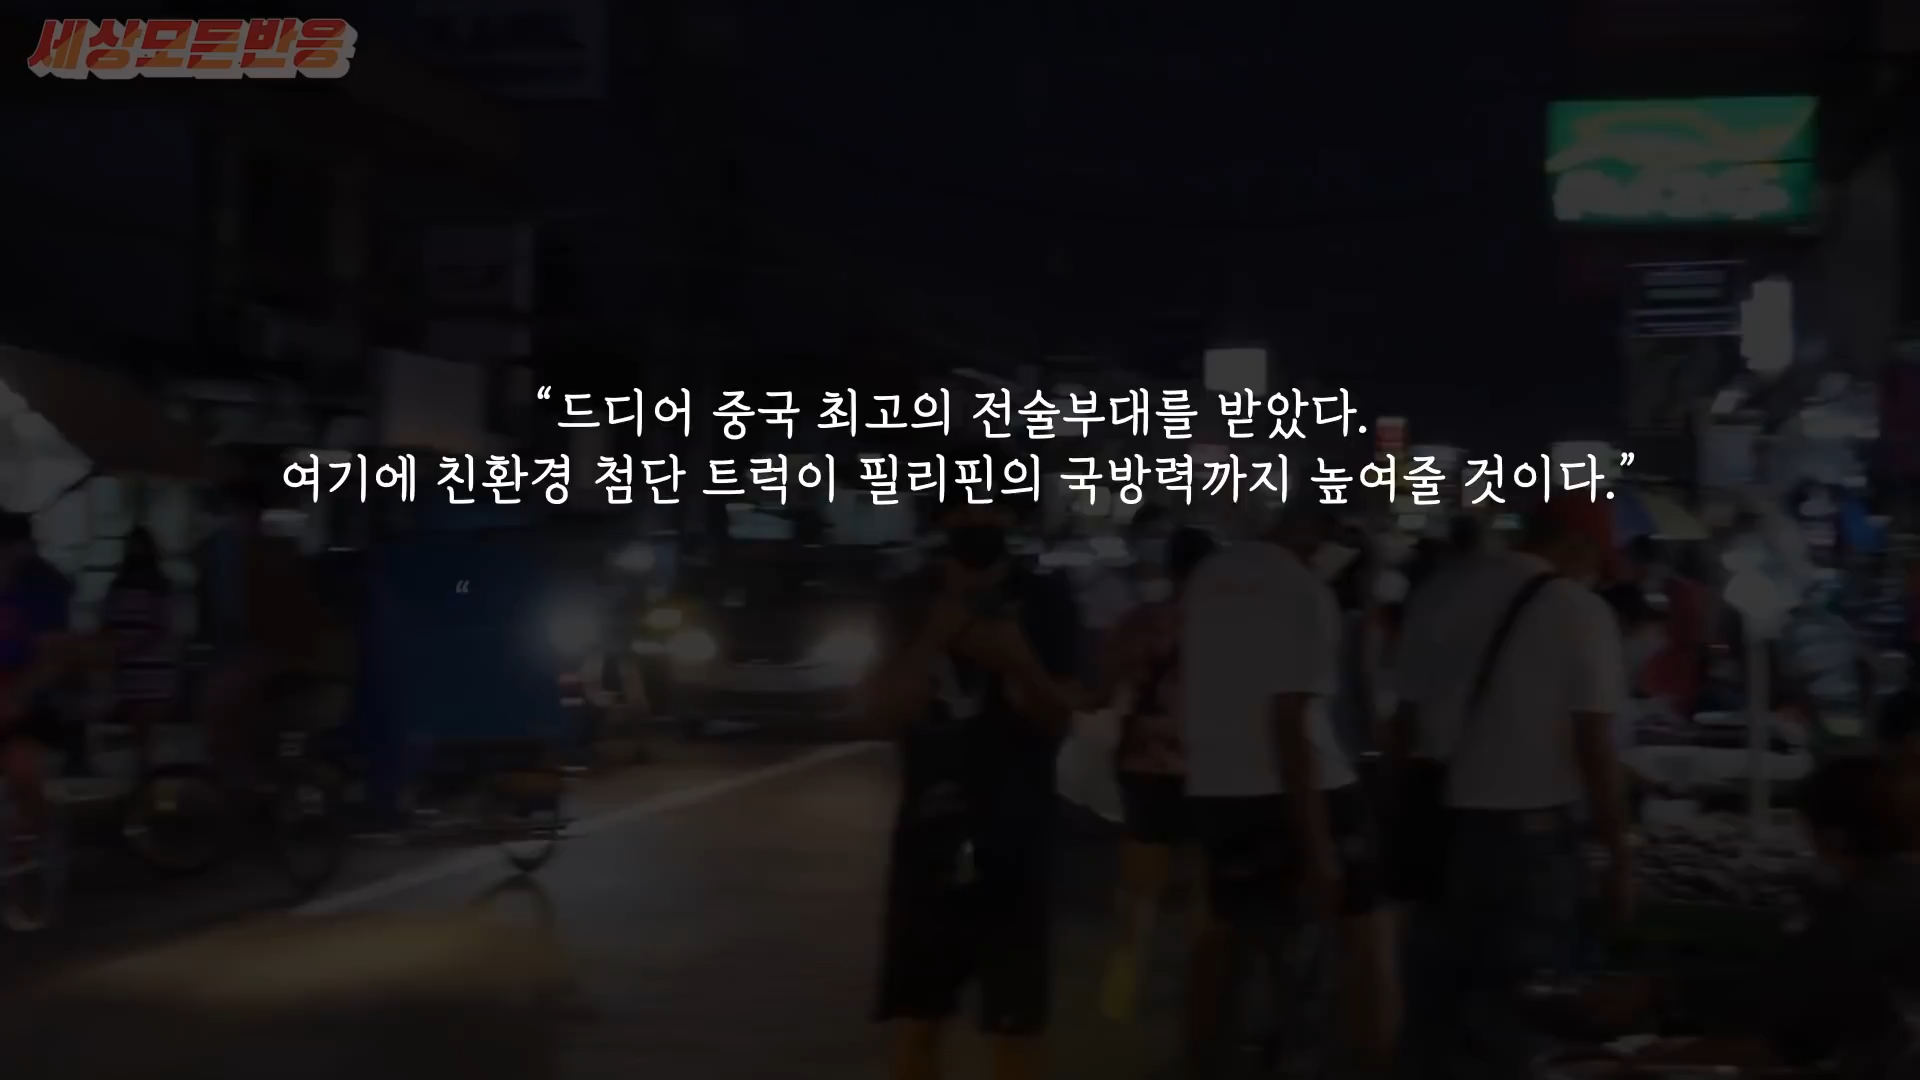 세상모든반응
“드디어 중국 최고의 전술부대를 받았다.
여기에 친환경 첨단 트럭이 필리핀의 국방력까지 높여줄 것이다.”
“